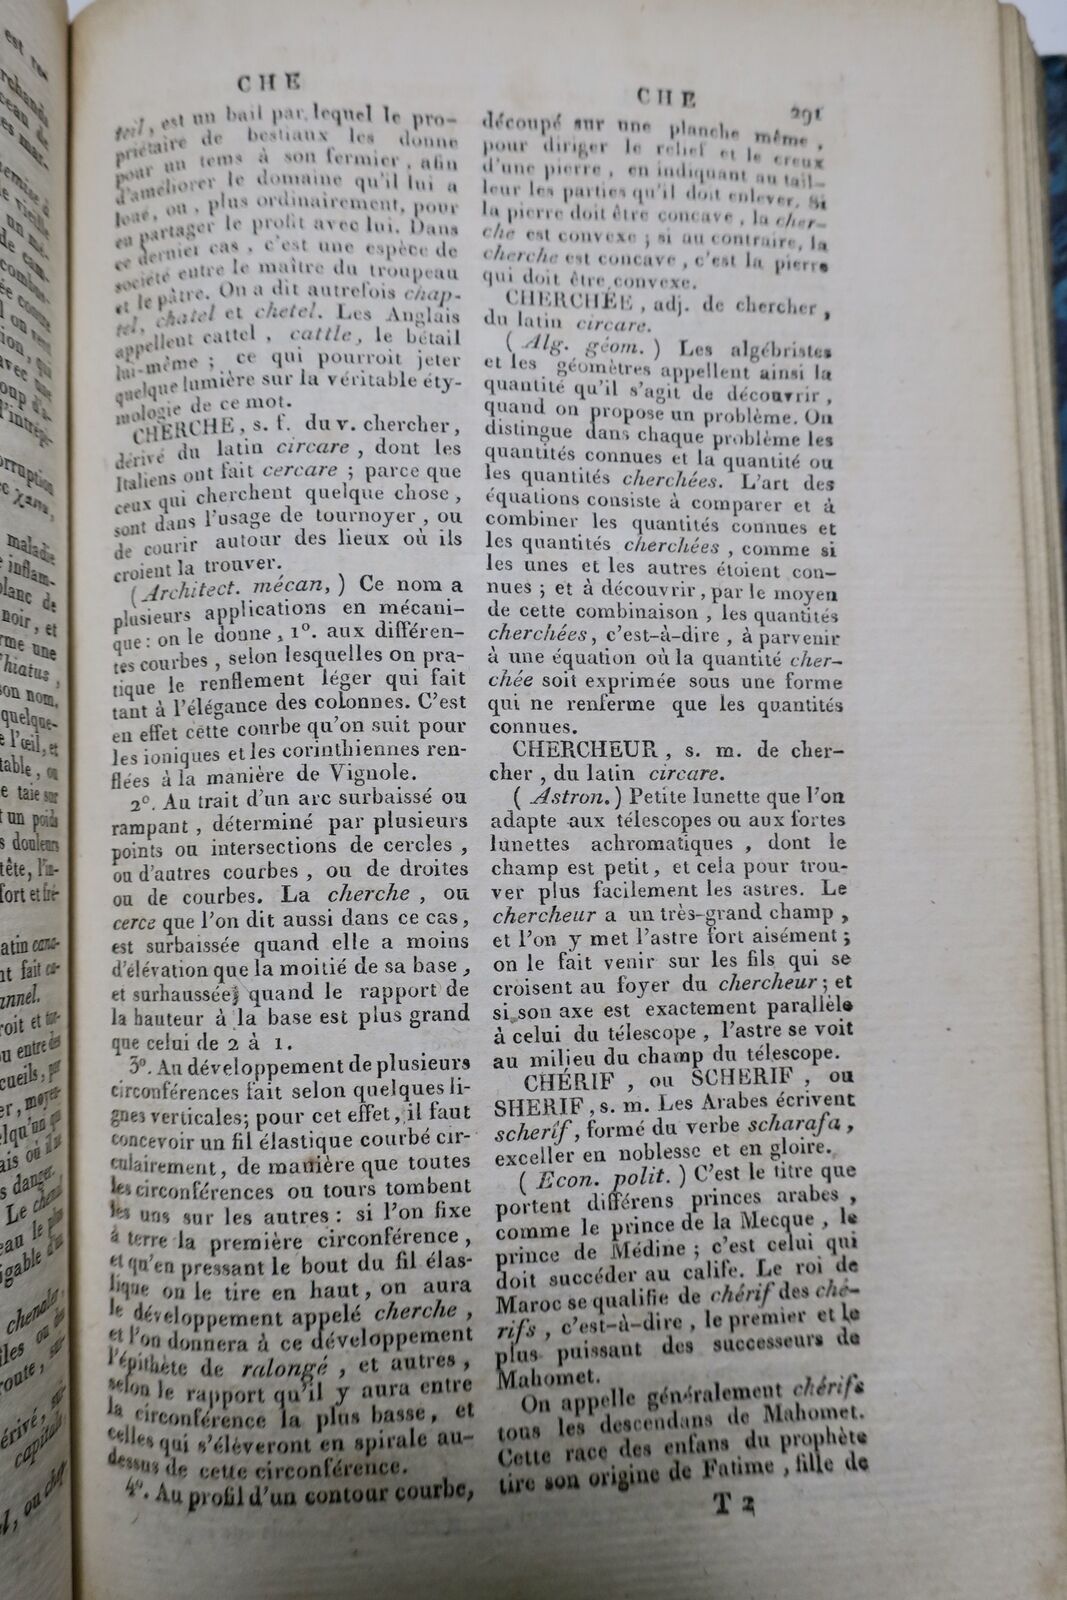 CHE
teil, est un bail par lequel le pro-
priétaire de bestiaux les donne
pour un tems à son fermier, afin
d'améliorer le domaine qu'il lui a
loué, ou, plus ordinairement, pour
en partager le profit avec lui. Dans
ce dernier cas, c'est une espèce de
société entre le maître du troupeau
et le pâtre. On a dit autrefois chap-
tel, chatel et chetel. Les Anglais
appellent cattel, cattle, le bétail
lui-même; ce qui pourroit jeter
quelque lumière sur la véritable éty-
mologie de ce mot.
CHERCHE, s. f. du v. chercher,
dérivé du latin circare, dont les
Italiens ont fait cercare; parce que
ceux qui cherchent quelque chose,
sont dans l'usage de tournoyer, ou
de courir autour des lieux où ils
croient la trouver.
(Architect. mécan,) Ce nom a
plusieurs applications en mécani-
que: on le donne, 1°. aux différen-
tes courbes, selon lesquelles on pra-
tique le renflement léger qui fait
tant à l'élégance des colonnes. C'est
en effet cette courbe qu'on suit pour
les ioniques et les corinthiennes ren-
flées à la manière de Vignole.
2°. Au trait d'un arc surbaissé ou
rampant, déterminé par plusieurs
points ou intersections de cercles,
ou d'autres courbes, ou de droites
ou de courbes. La cherche, ou
cerce que l'on dit aussi dans ce cas,
est surbaissée quand elle a moins
d'élévation que la moitié de sa base,
et surhaussée; quand le rapport de
la hauteur à la base est plus grand
que celui de 2 à 1.
3°. Au développement de plusieurs
circonférences fait selon quelques li-
gnes verticales; pour cet effet, il faut
concevoir un fil élastique courbé cir-
culairement, de manière que toutes
les circonférences ou tours tombent
les uns sur les autres: si l'on fixe
à terre la première circonférence,
et qu'en pressant le bout du fil élas-
tique on le tire en haut, on aura
le développement appelé cherche,
et l'on donnera à ce développement
l'épithète de ralongé, et autres,
selon le rapport qu'il y aura entre
la circonférence la plus basse, et
celles qui s'élèveront en spirale au-
dessus de cette circonférence.
4°. Au profil d'un contour courbe,
CHE 291
découpé sur une planche même,
pour diriger le relief et le creux
d'une pierre, en indiquant au tail-
leur les parties qu'il doit enlever. Si
la pierre doit être concave, la cher-
che est convexe; si au contraire, la
cherche est concave, c'est la pierre
qui doit être convexe.
CHERCHÉE, adj. de chercher,
du latin circare.
(Alg. géom.) Les algébristes
et les géomètres appellent ainsi la
quantité qu'il s'agit de découvrir,
quand on propose un problème. On
distingue dans chaque problème les
quantités connues et la quantité ou
les quantités cherchées. L'art des
équations consiste à comparer et à
combiner les quantités connues et
les quantités cherchées, comme si
les unes et les autres étoient con-
nues; et à découvrir, par le moyen
de cette combinaison, les quantités
cherchées, c'est-à-dire, à parvenir
à une équation où la quantité cher-
chée soit exprimée sous une forme
qui ne renferme que les quantités
connues.
CHERCHEUR, s. m. de cher-
cher, du latin circare.
(Astron.) Petite lunette que l'on
adapte aux télescopes ou aux fortes
lunettes achromatiques, dont le
champ est petit, et cela pour trou-
ver plus facilement les astres. Le
chercheur a un très-grand champ,
et l'on y met l'astre fort aisément;
on le fait venir sur les fils qui se
croisent au foyer du chercheur; et
si son axe est exactement parallèle
à celui du télescope, l'astre se voit
au milieu du champ du télescope.
CHÉRIF, ou SCHERIF, ou
SHERIF, s. m. Les Arabes écrivent
scherif, formé du verbe scharafa,
exceller en noblesse et en gloire.
(Econ. polit.) C'est le titre que
portent différens princes arabes,
comme le prince de la Mecque, le
prince de Médine; c'est celui qui
doit succéder au calife. Le roi de
Maroc se qualifie de chérif des ché-
rifs, c'est-à-dire, le premier et le
plus puissant des successeurs de
Mahomet.
On appelle généralement chérifs
tous les descendans de Mahomet.
Cette race des enfans du prophète
tire son origine de Fatime, fille de
T 2